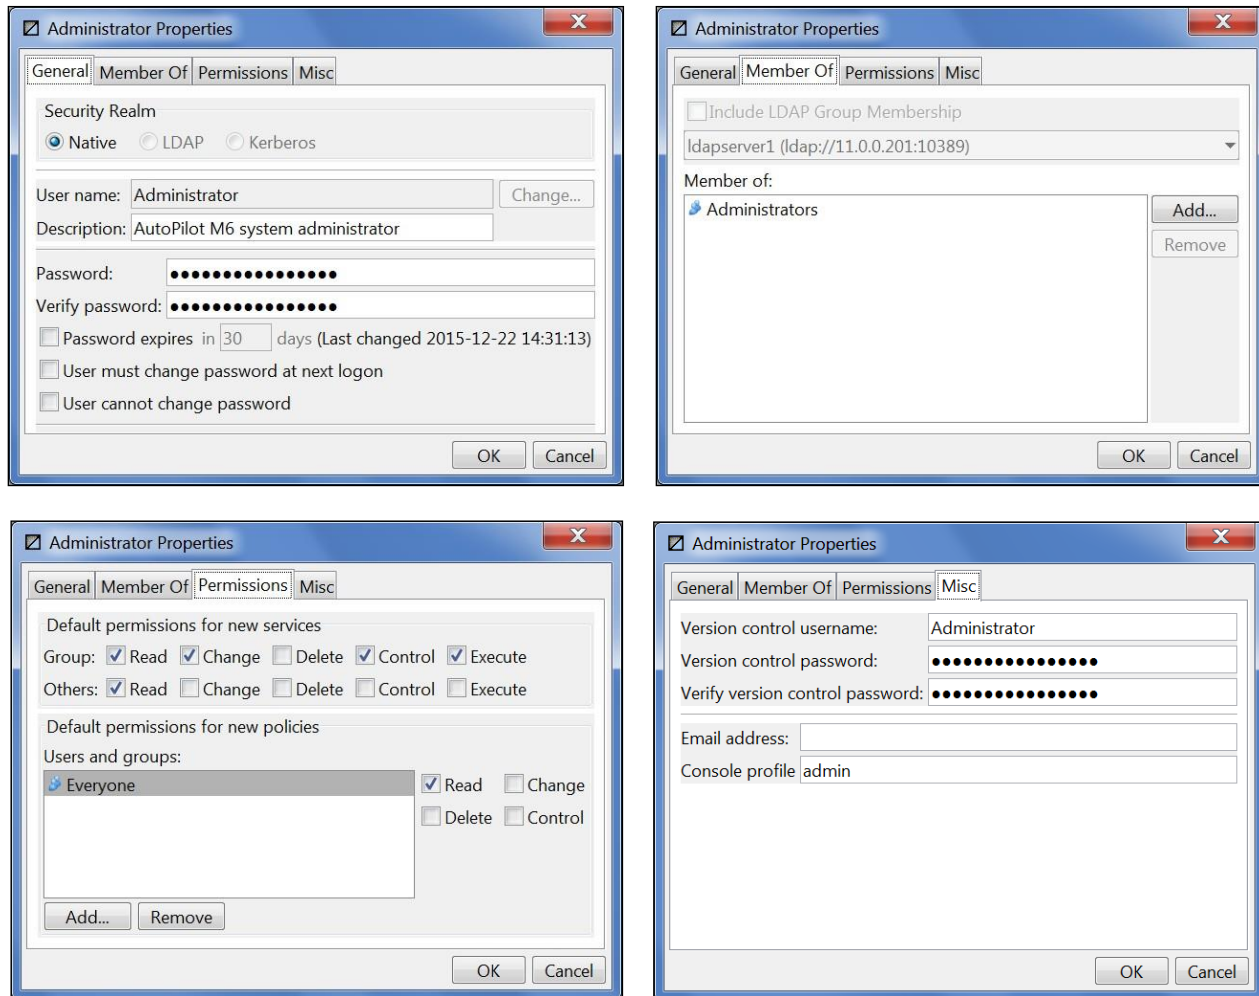 Administrator Properties
X
General Member Of Permissions Misc
Security Realm
Native LDAP Kerberos
User name: Administrator Change...
Description: AutoPilot M6 system administrator
Password: ●●●●●●●●●●●●●●●●
Verify password: ●●●●●●●●●●●●●●●●
Password expires in 30 days (Last changed 2015-12-22 14:31:13)
User must change password at next logon
User cannot change password
OK Cancel
Administrator Properties
X
General Member Of Permissions Misc
Include LDAP Group Membership
ldapserver1 (ldap://11.0.0.201:10389)
Member of:
Administrators
Add...
Remove
OK Cancel
Administrator Properties
X
General Member Of Permissions Misc
Default permissions for new services
Group: Read Change Delete Control Execute
Others: Read Change Delete Control Execute
Default permissions for new policies
Users and groups:
Everyone
Read Change
Delete Control
Add... Remove
OK Cancel
Administrator Properties
X
General Member Of Permissions Misc
Version control username: Administrator
Version control password: ●●●●●●●●●●●●●●●●
Verify version control password: ●●●●●●●●●●●●●●●●
Email address:
Console profile admin
OK Cancel